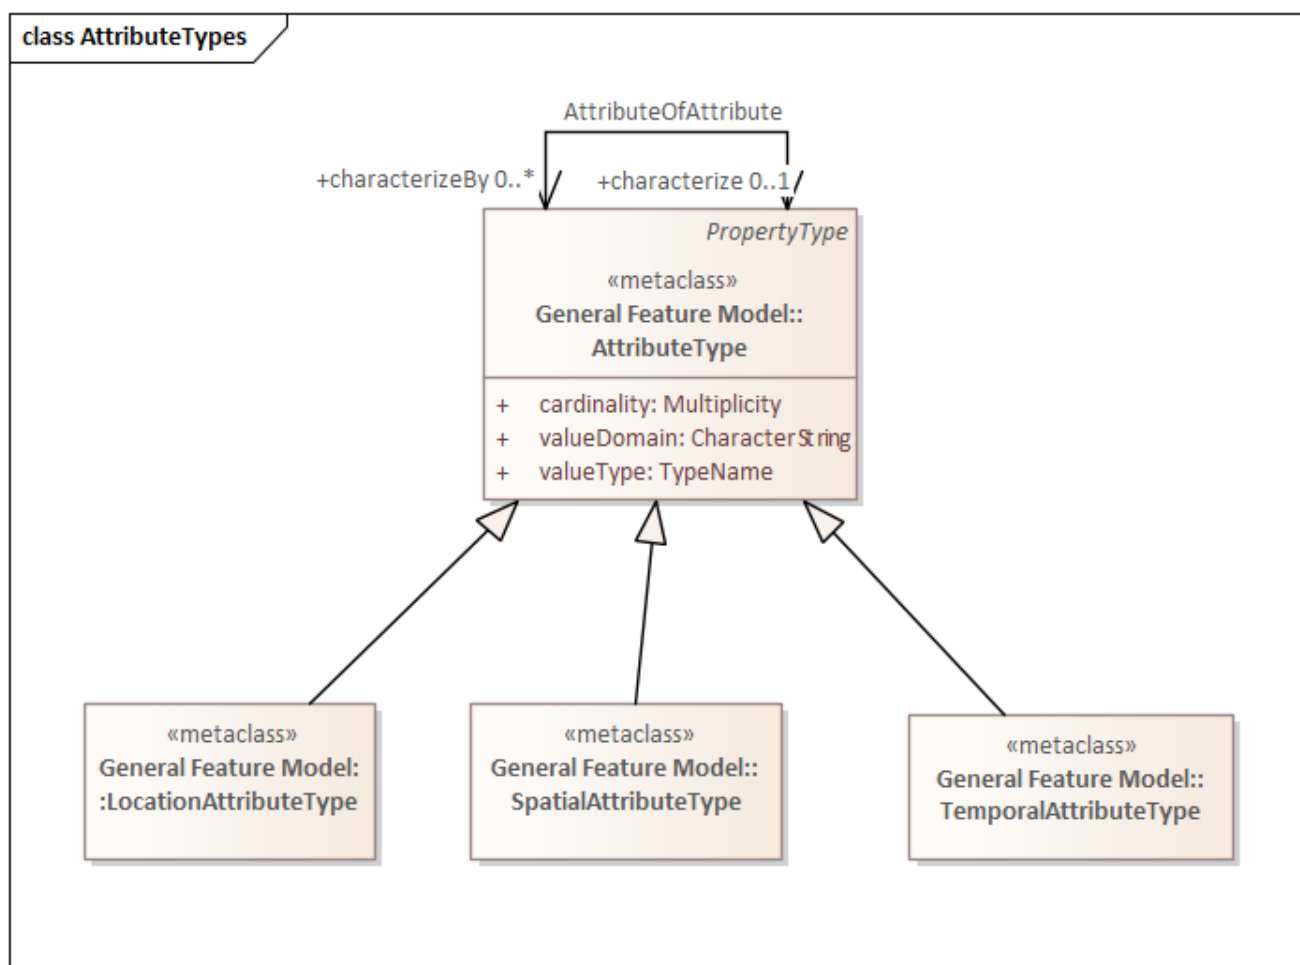 class AttributeTypes
AttributeOfAttribute
+characterizeBy 0..*
+characterize 0..1
PropertyType
«metaclass»
General Feature Model::
AttributeType
+ cardinality: Multiplicity
+ valueDomain: CharacterString
+ valueType: TypeName
«metaclass»
General Feature Model:
:LocationAttributeType
«metaclass»
General Feature Model::
SpatialAttributeType
«metaclass»
General Feature Model::
TemporalAttributeType